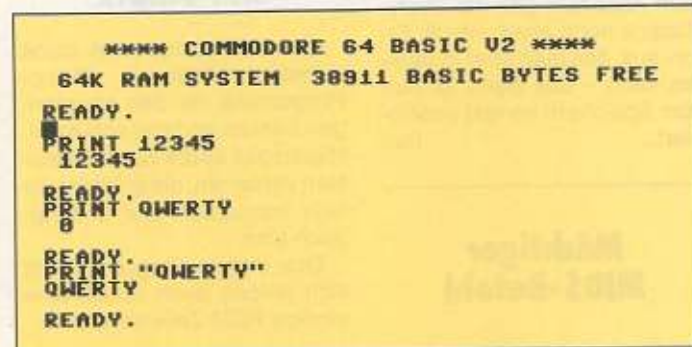 **** COMMODORE 64 BASIC V2 ****
64K RAM SYSTEM 38911 BASIC BYTES FREE
READY.
PRINT 12345
12345
READY.
PRINT QWERTY
0
READY.
PRINT "QWERTY"
QWERTY
READY.